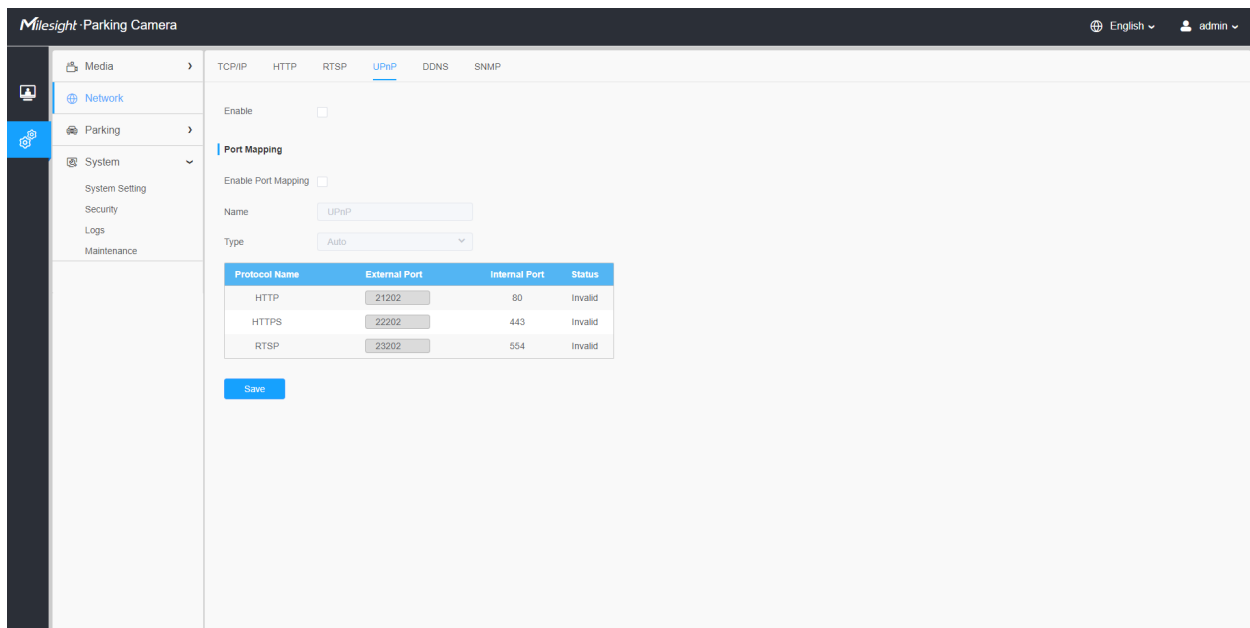 Milesight · Parking Camera
English
admin
Media
Network
Parking
System
System Setting
Security
Logs
Maintenance
TCP/IP HTTP RTSP UPnP DDNS SNMP
Enable
Port Mapping
Enable Port Mapping
Name UPnP
Type Auto
Protocol Name External Port Internal Port Status
HTTP 21202 80 Invalid
HTTPS 22202 443 Invalid
RTSP 23202 554 Invalid
Save